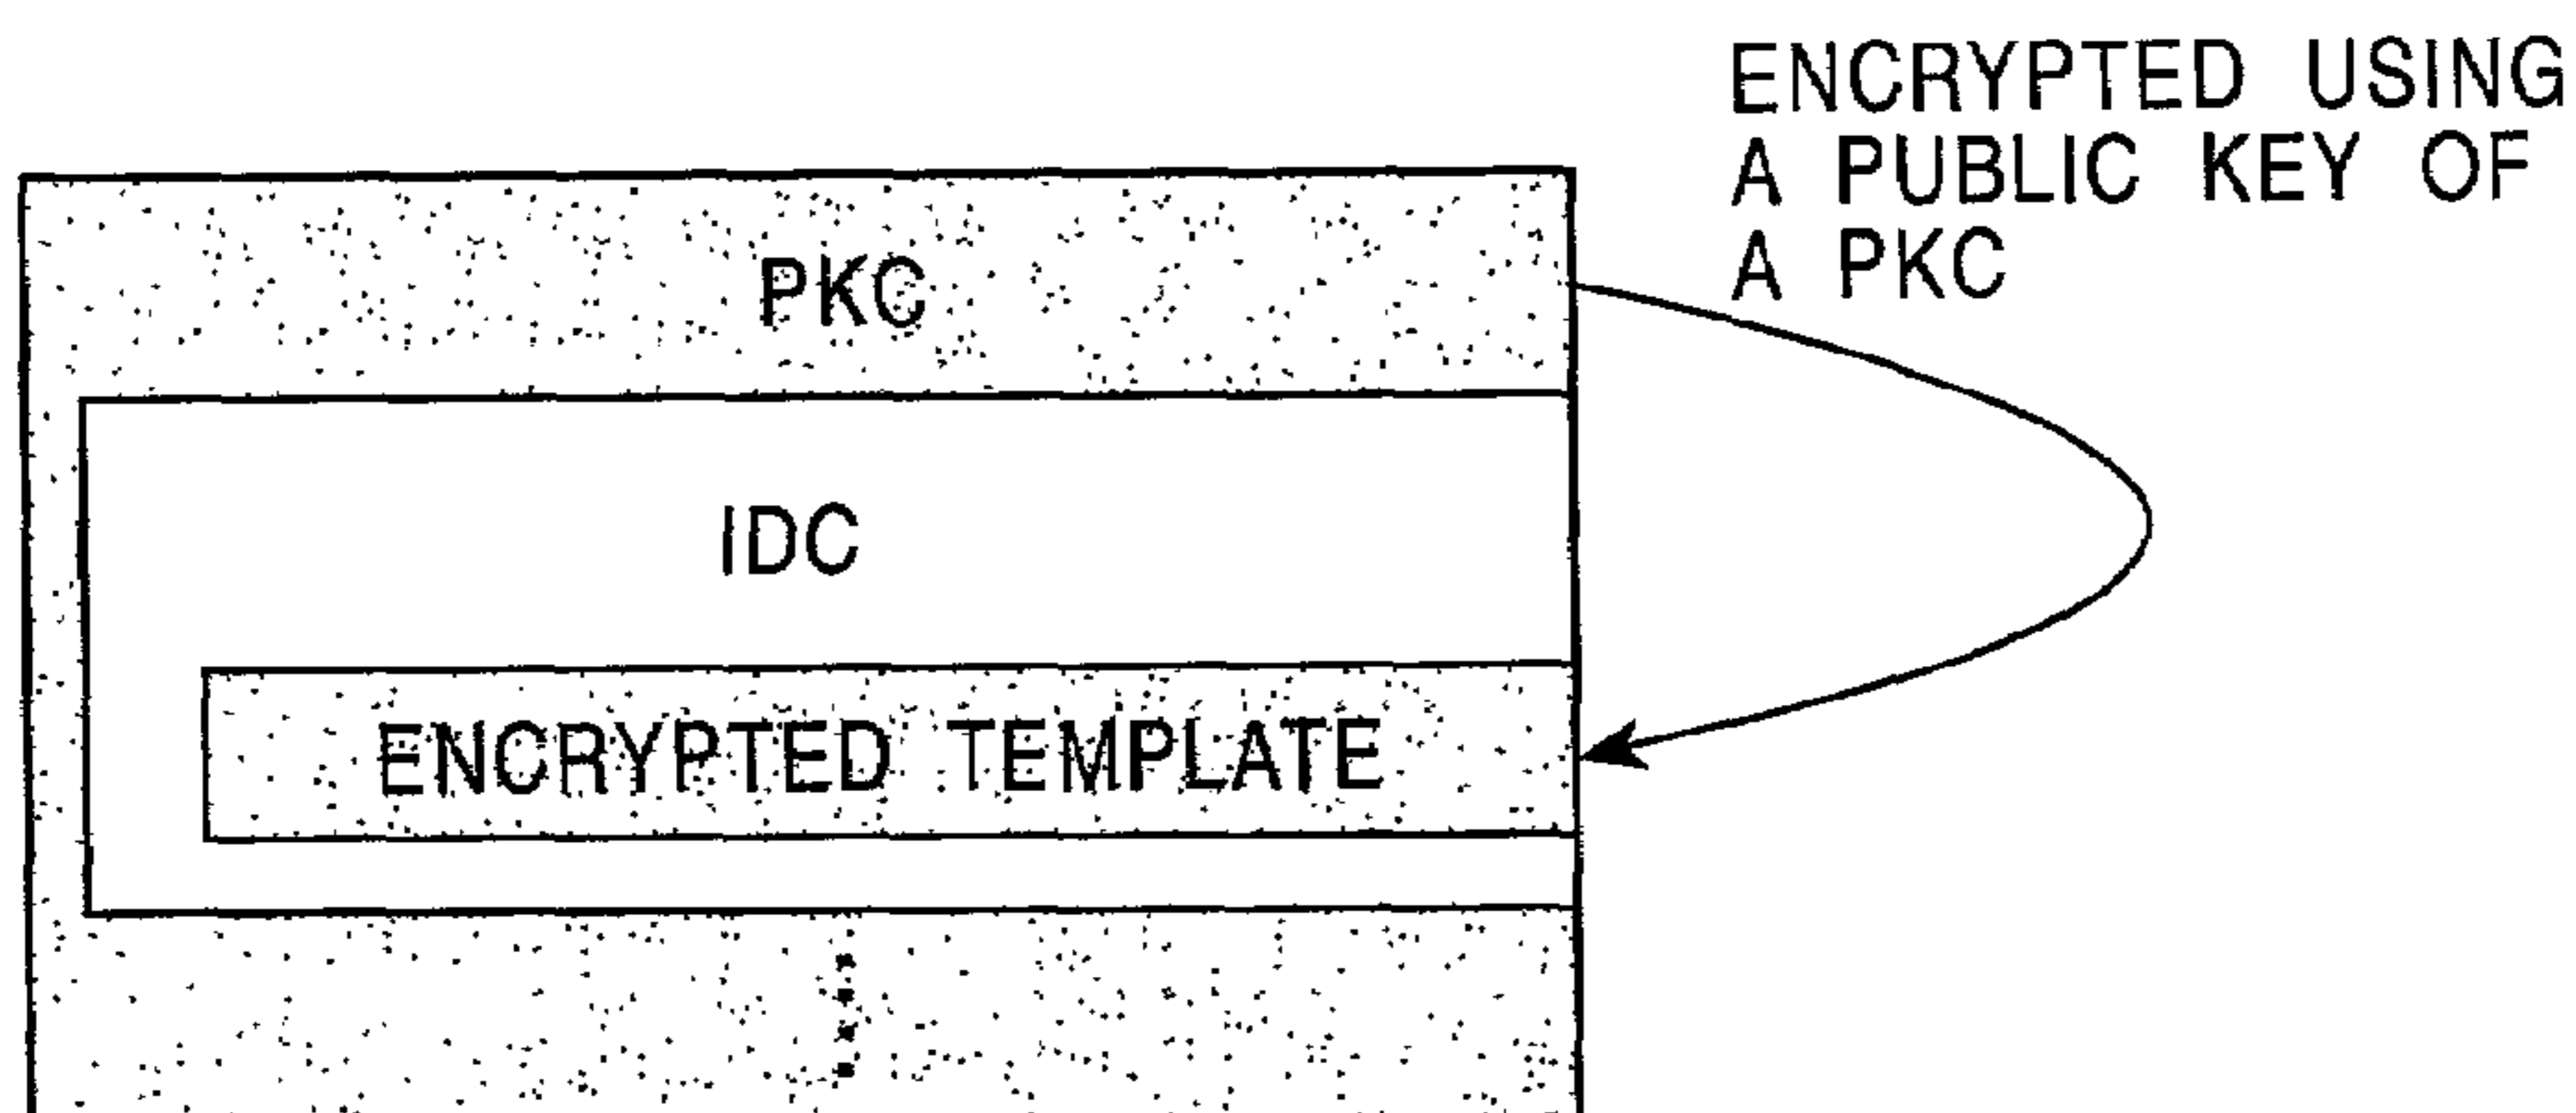 ENCRYPTED USING
A PUBLIC KEY OF
A PKC
PKC
IDC
ENCRYPTED TEMPLATE